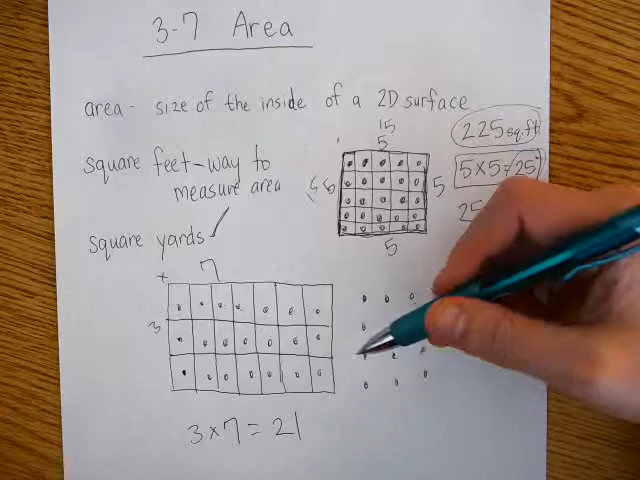 3-7 Area
area - size of the inside of a 2D surface
square feet-way to
measure area
square yards
15
5
5
5
225 sq.ft
5x5=25
25
7
3
3x7=21